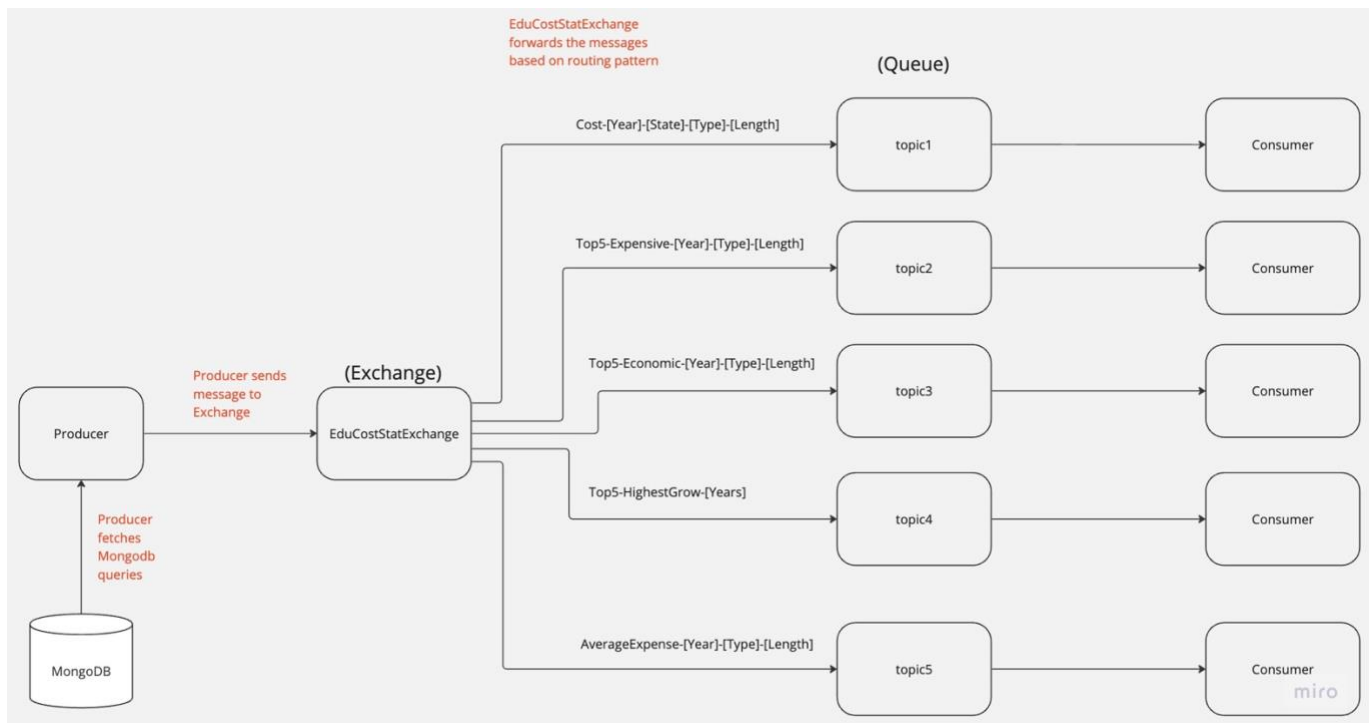 EduCostStatExchange
forwards the messages
based on routing pattern
(Queue)
Cost-[Year]-[State]-[Type]-[Length]
topic1
Consumer
Top5-Expensive-[Year]-[Type]-[Length]
topic2
Consumer
Top5-Economic-[Year]-[Type]-[Length]
topic3
Consumer
Producer sends
message to
Exchange
(Exchange)
Producer
EduCostStatExchange
Top5-HighestGrow-[Years]
topic4
Consumer
Producer
fetches
Mongodb
queries
AverageExpense-[Year]-[Type]-[Length]
topic5
Consumer
MongoDB
miro